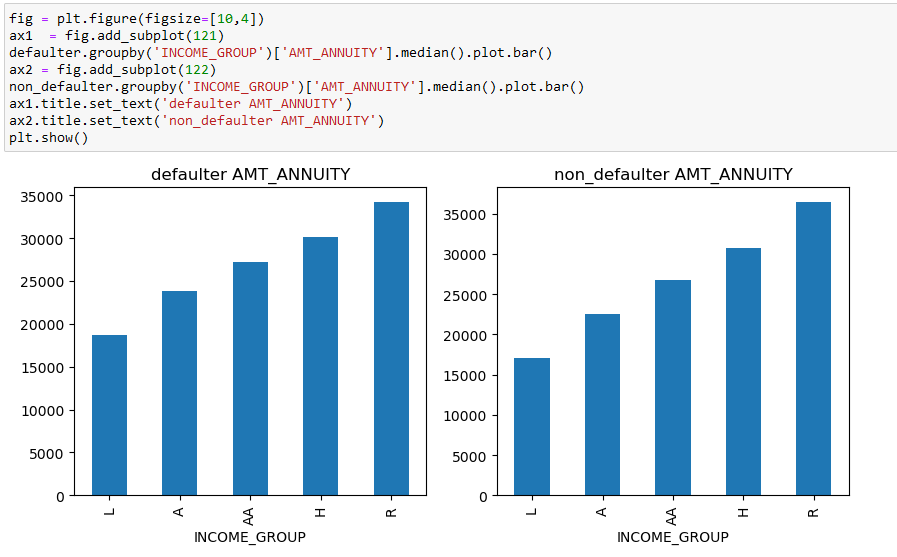 fig = plt.figure(figsize=[10,4])
ax1  = fig.add_subplot(121)
defaulter.groupby('INCOME_GROUP')['AMT_ANNUITY'].median().plot.bar()
ax2 = fig.add_subplot(122)
non_defaulter.groupby('INCOME_GROUP')['AMT_ANNUITY'].median().plot.bar()
ax1.title.set_text('defaulter AMT_ANNUITY')
ax2.title.set_text('non_defaulter AMT_ANNUITY')
plt.show()
defaulter AMT_ANNUITY
35000
30000
25000
20000
15000
10000
5000
0
L A AA H R
INCOME_GROUP
non_defaulter AMT_ANNUITY
35000
30000
25000
20000
15000
10000
5000
0
L A AA H R
INCOME_GROUP